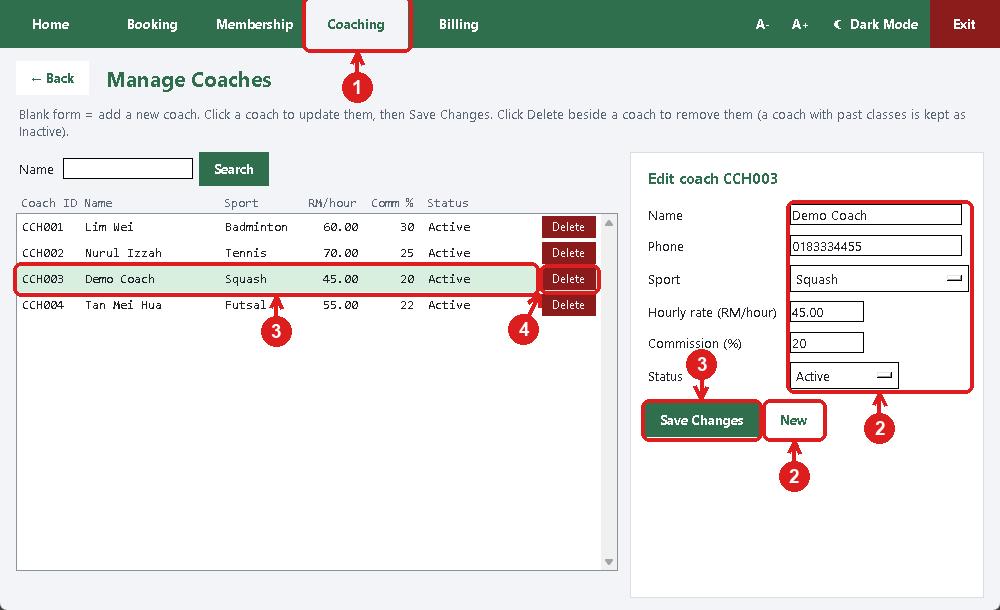 Home Booking Membership Coaching Billing A- A+ ☾ Dark Mode Exit
1
← Back Manage Coaches
Blank form = add a new coach. Click a coach to update them, then Save Changes. Click Delete beside a coach to remove them (a coach with past classes is kept as
Inactive).
Name Search
Coach ID Name Sport RM/hour Comm % Status
CCH001 Lim Wei Badminton 60.00 30 Active Delete
CCH002 Nurul Izzah Tennis 70.00 25 Active Delete
CCH003 Demo Coach Squash 45.00 20 Active Delete
CCH004 Tan Mei Hua Futsal 55.00 22 Active Delete
3
4
Edit coach CCH003
Name Demo Coach
Phone 0183334455
Sport Squash
Hourly rate (RM/hour) 45.00
Commission (%) 20
Status Active
3
Save Changes New
2
2